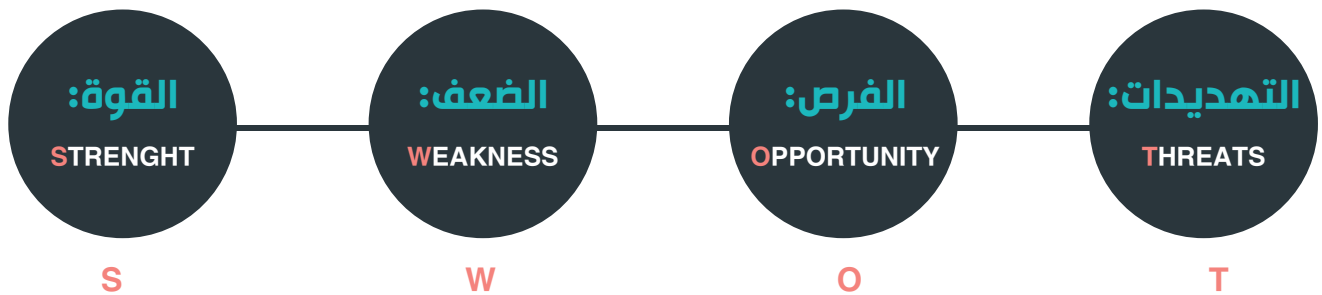 القوة:
STRENGHT
الضعف:
WEAKNESS
الفرص:
OPPORTUNITY
التهديدات:
THREATS
S
W
O
T